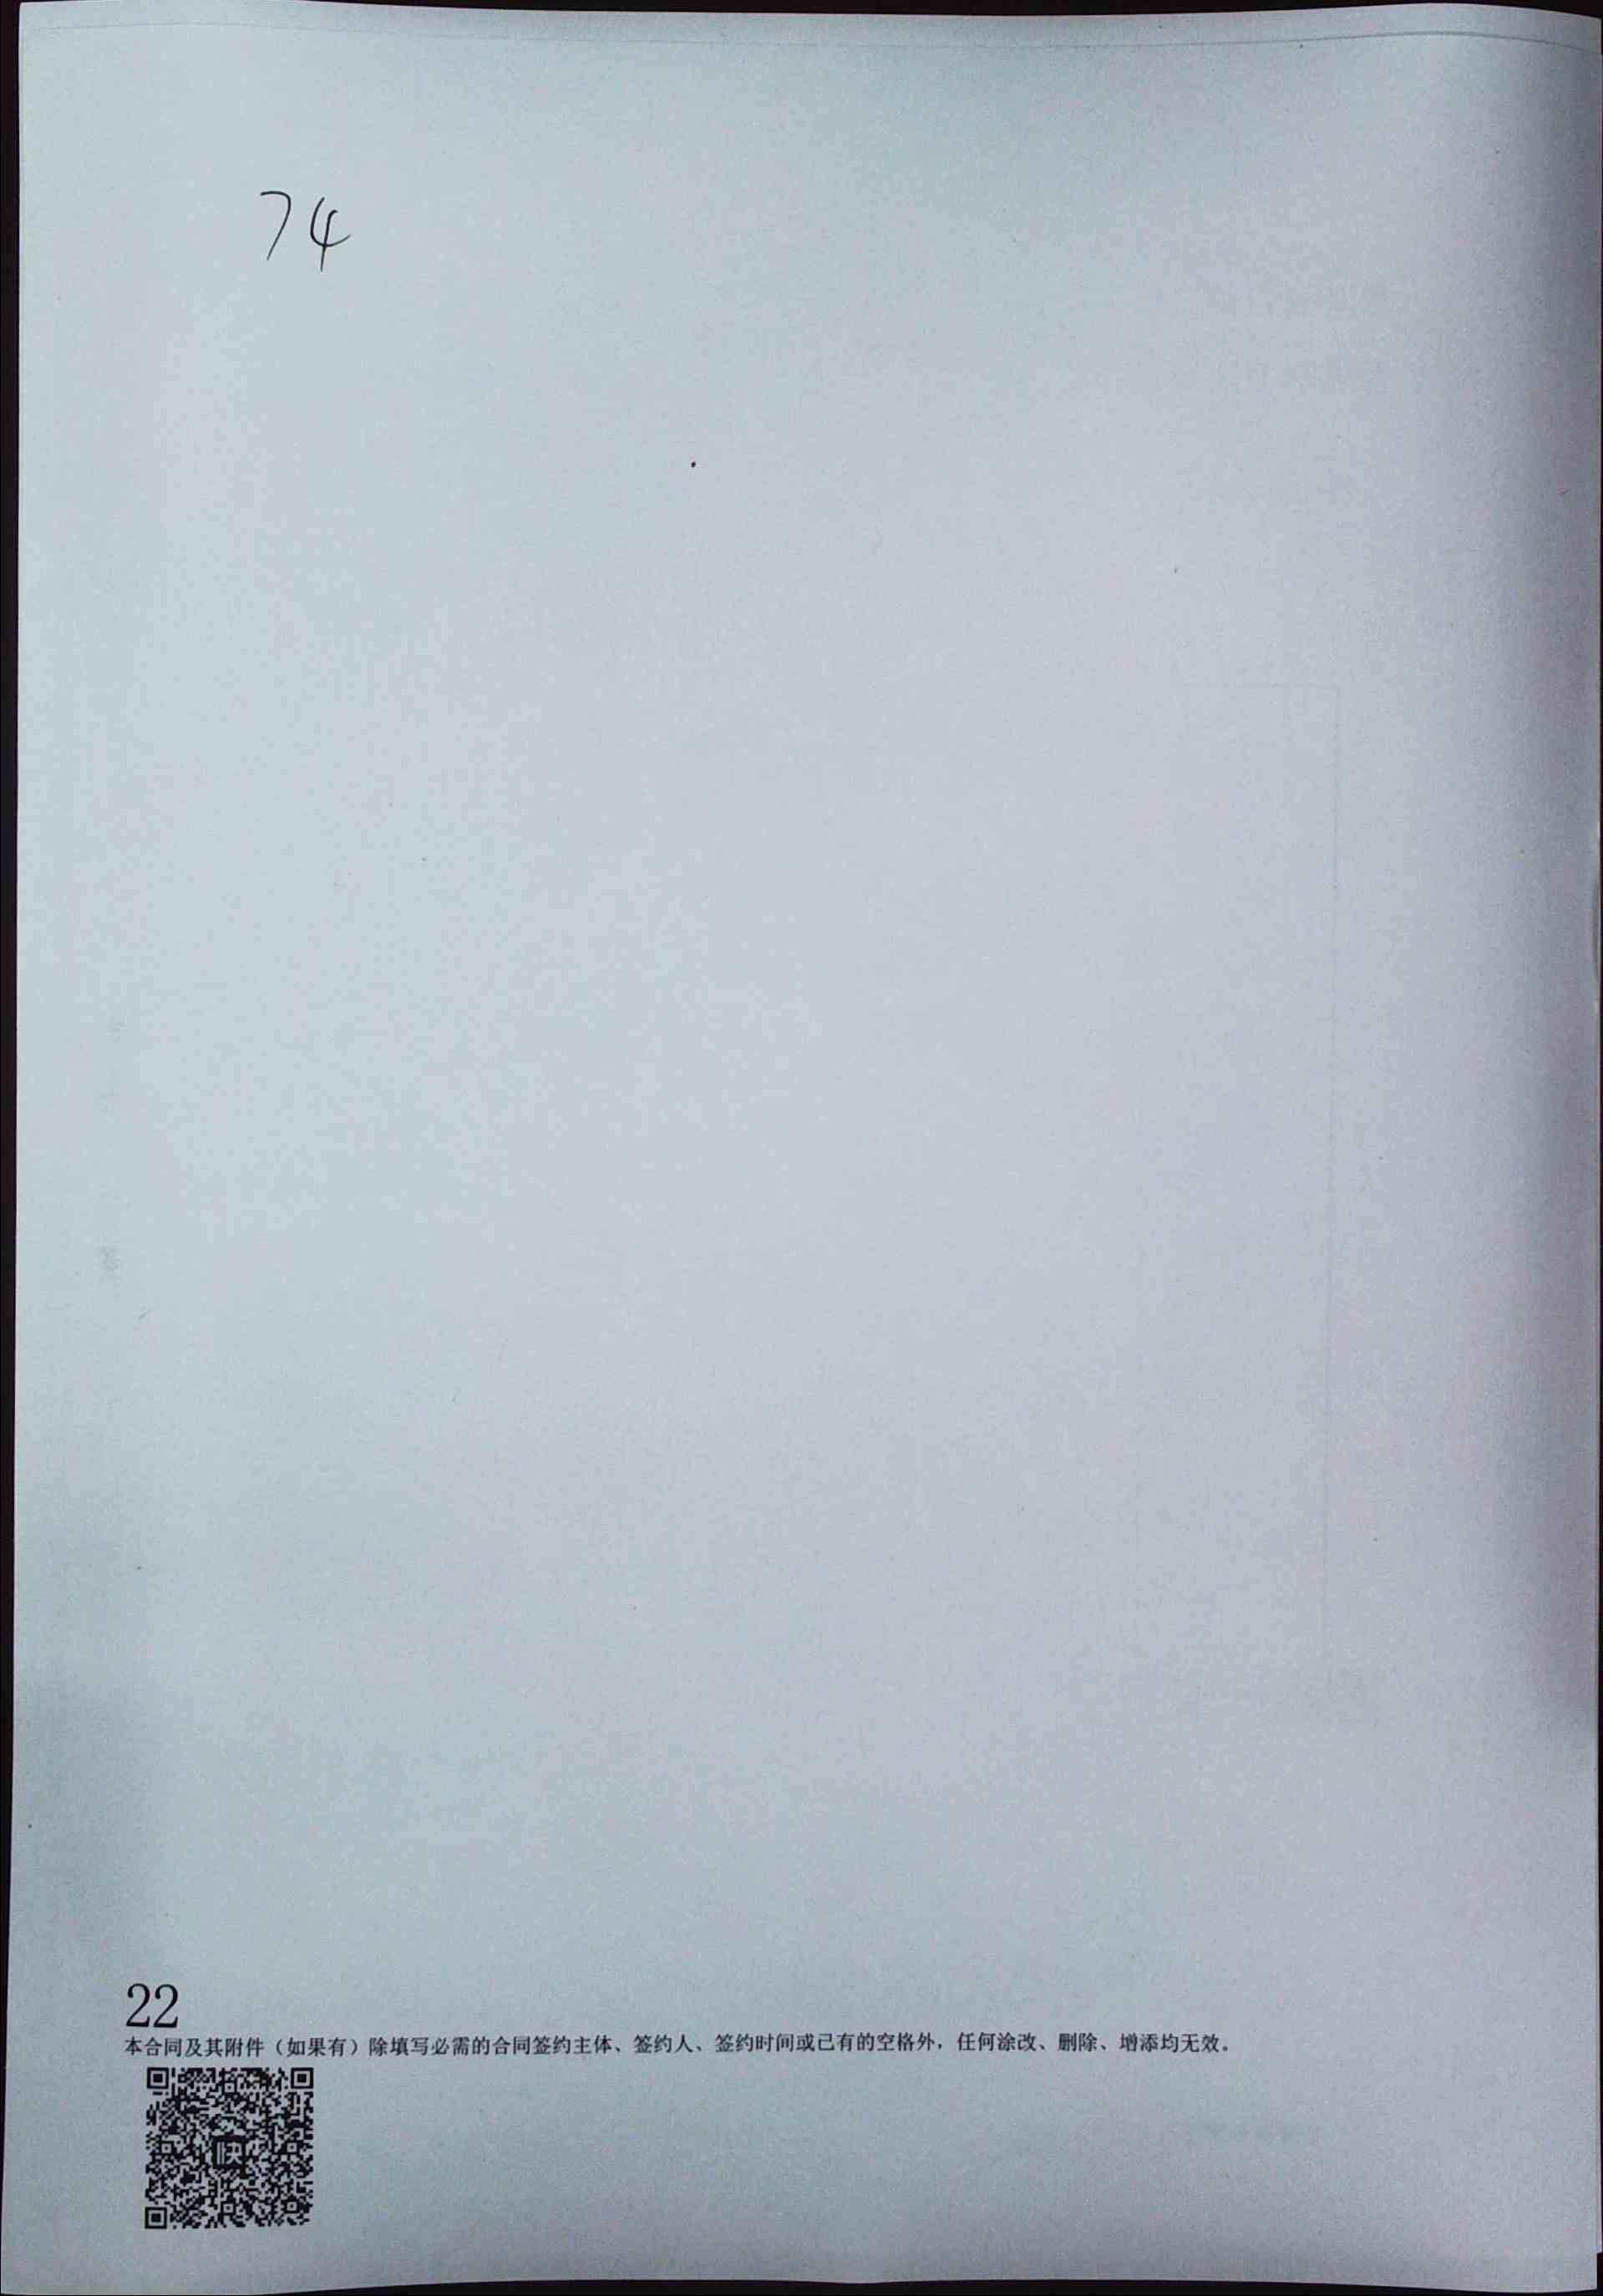 74
22
本合同及其附件（如果有）除填写必需的合同签约主体、签约人、签约时间或已有的空格外，任何涂改、删除、增添均无效。
快